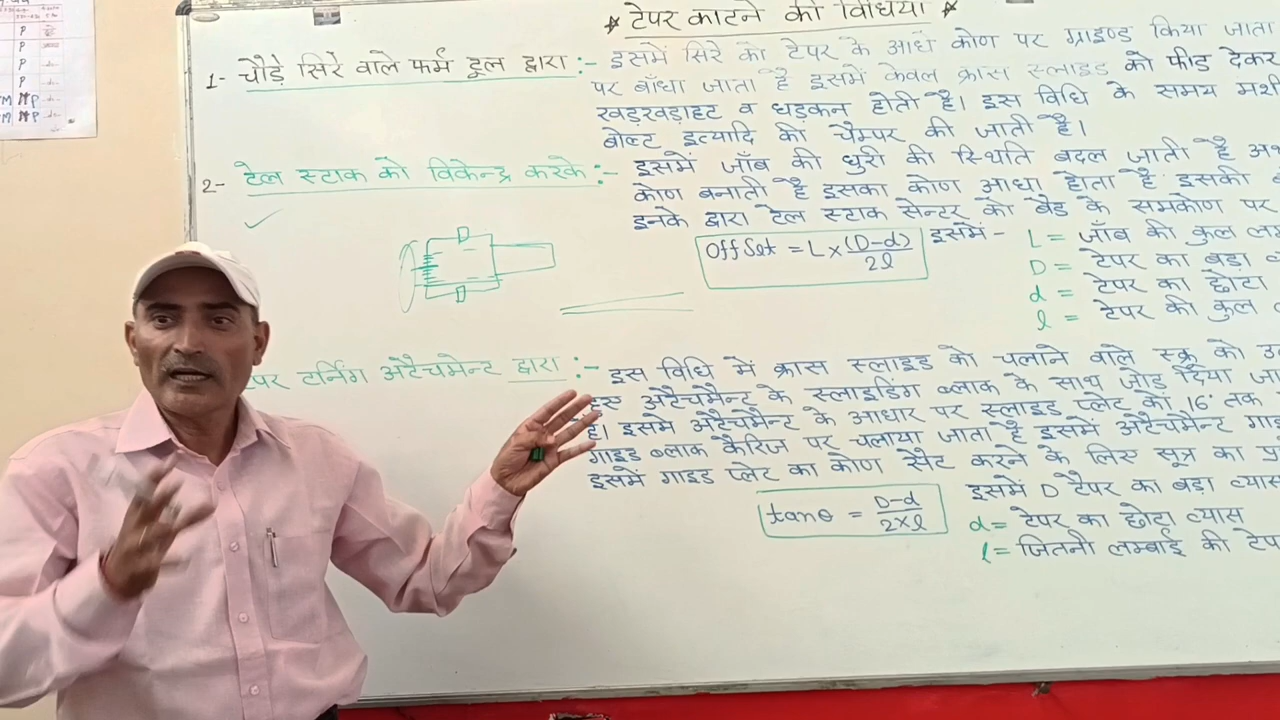 * टेपर काटने की विधियाँ *
1- चौड़े सिरे वाले फर्म टूल द्वारा :- इसमें सिरे को टेपर के आधे कोण पर ग्राइण्ड किया जाता
पर बाँधा जाता है इसमें केवल क्रास स्लाइड को फीड देकर
खड़खड़ाहट व धड़कन होती है। इस विधि के समय मशी
बोल्ट इत्यादि की चैम्पर की जाती है।
2- टेल स्टाक को विकेन्द्र करके :- इसमें जाँब की धुरी की स्थिति बदल जाती है अ
कोण बनाती है इसका कोण आधा होता है इसकी
इनके द्वारा टेल स्टाक सेन्टर को बैड के समकोण पर
Off Set = L × (D-d) / 2l इसमें - L = जाँब की कुल
D = टेपर का बड़ा
d = टेपर का छोटा
l = टेपर की कुल
पर टर्निंग अटैचमेन्ट द्वारा :- इस विधि में क्रास स्लाइड को चलाने वाले स्क्रू को
अटैचमैन्ट के स्लाइडिंग ब्लाक के साथ जोड़ दिया जा
है। इसमे अटैचमैन्ट के आधार पर स्लाइड प्लेट को 16° तक
गाइड ब्लाक कैरिज पर चलाया जाता है इसमें अटैचमैन्ट गाइ
इसमें गाइड प्लेट का कोण सैट करने के लिए सूत्र का प्र
tanθ = D-d / 2×l इसमें D टेपर का बड़ा व्यास
d = टेपर का छोटा व्यास
l = जितनी लम्बाई की टेप